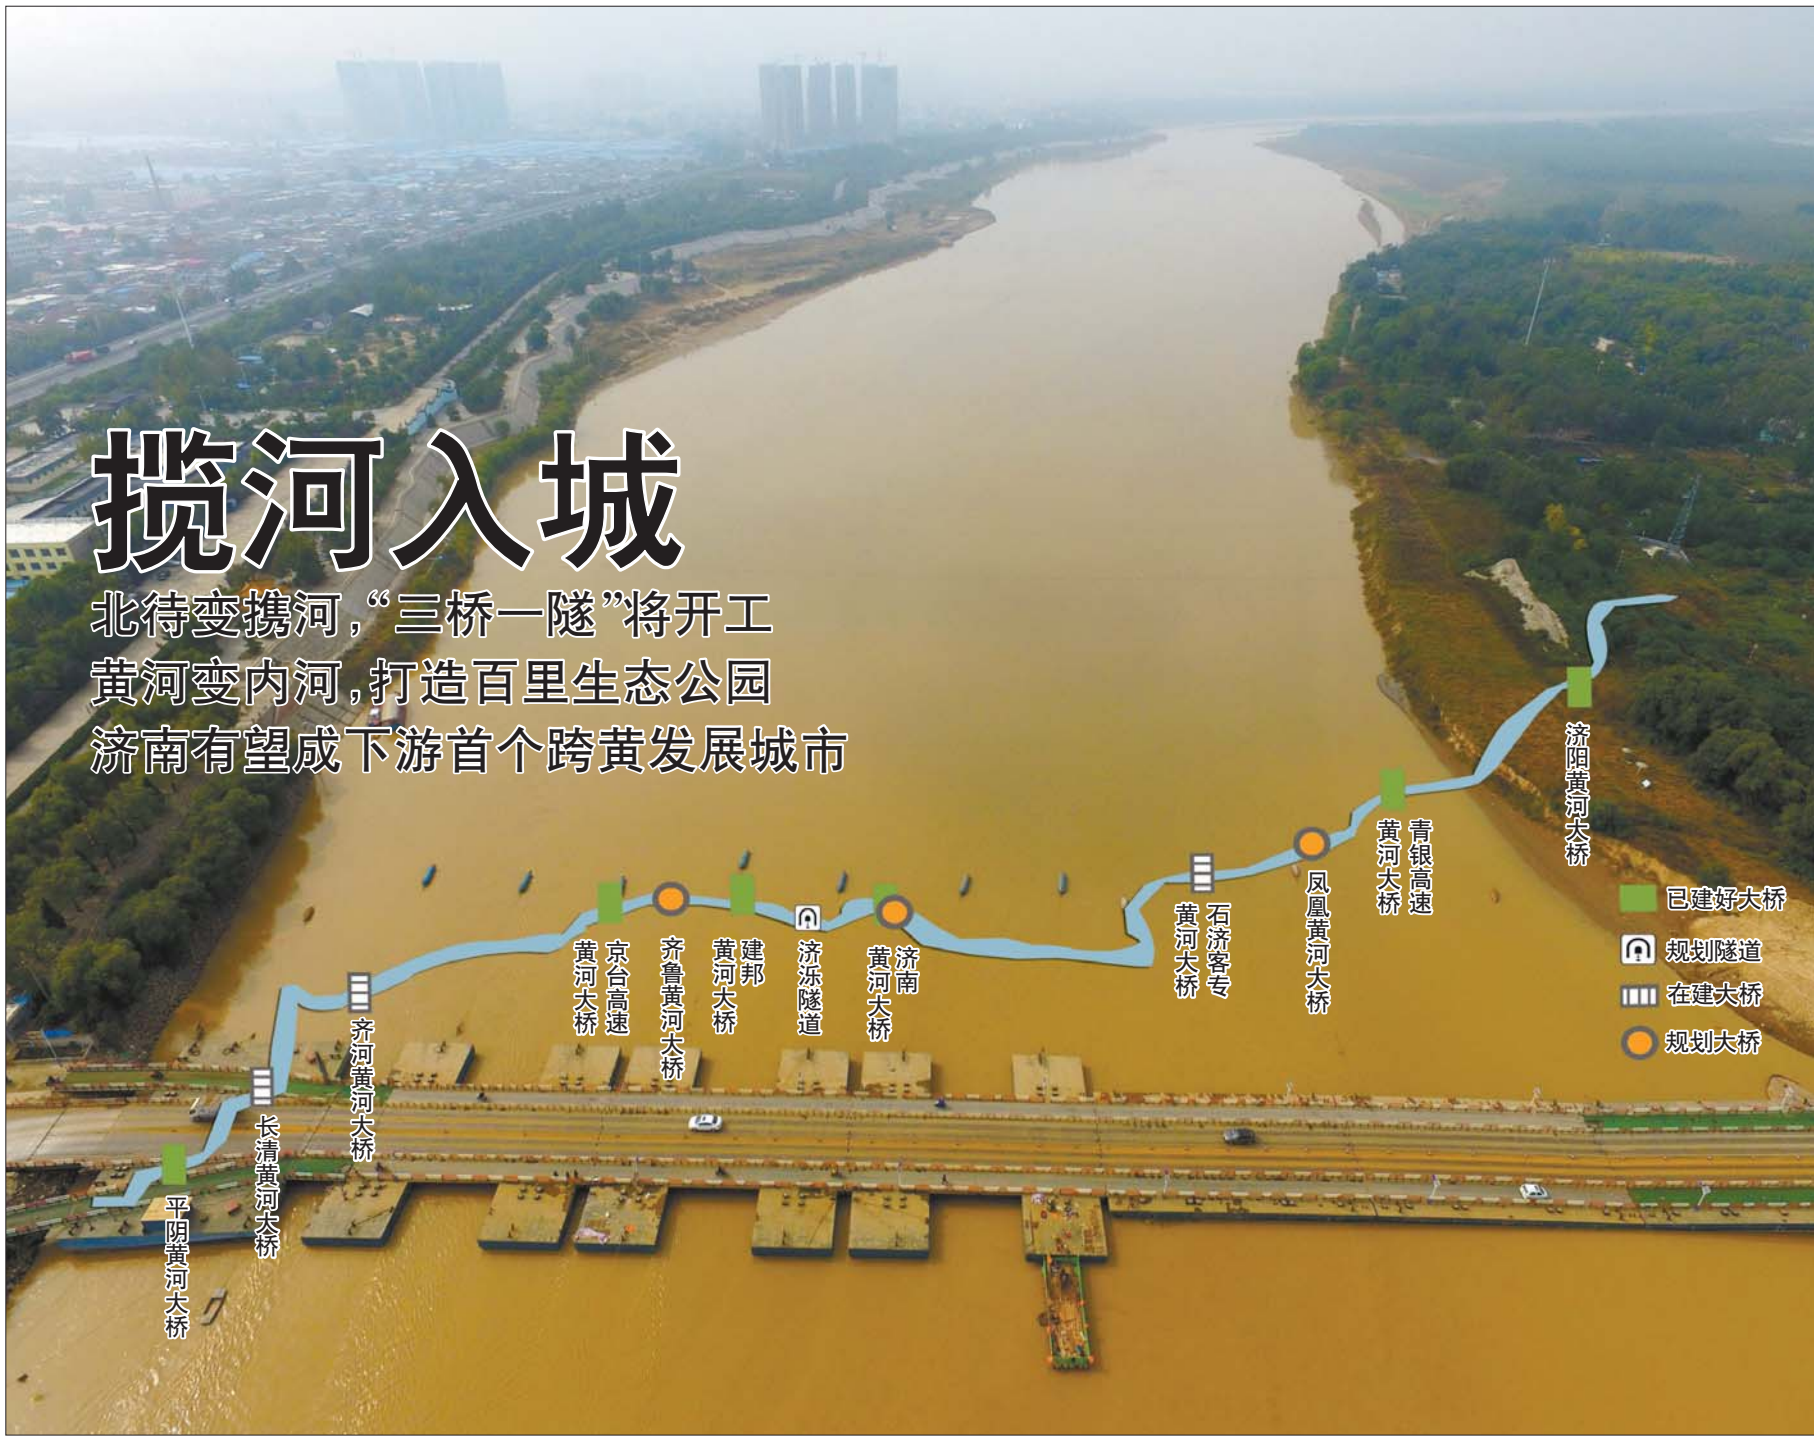 揽河入城
北待变携河，“三桥一隧”将开工
黄河变内河，打造百里生态公园
济南有望成下游首个跨黄发展城市
平阴黄河大桥
长清黄河大桥
齐河黄河大桥
京台高速
黄河大桥
齐鲁黄河大桥
建邦
黄河大桥
济泺隧道
济南
黄河大桥
石济客专
黄河大桥
凤凰黄河大桥
青银高速
黄河大桥
济阳黄河大桥
已建好大桥
规划隧道
在建大桥
规划大桥